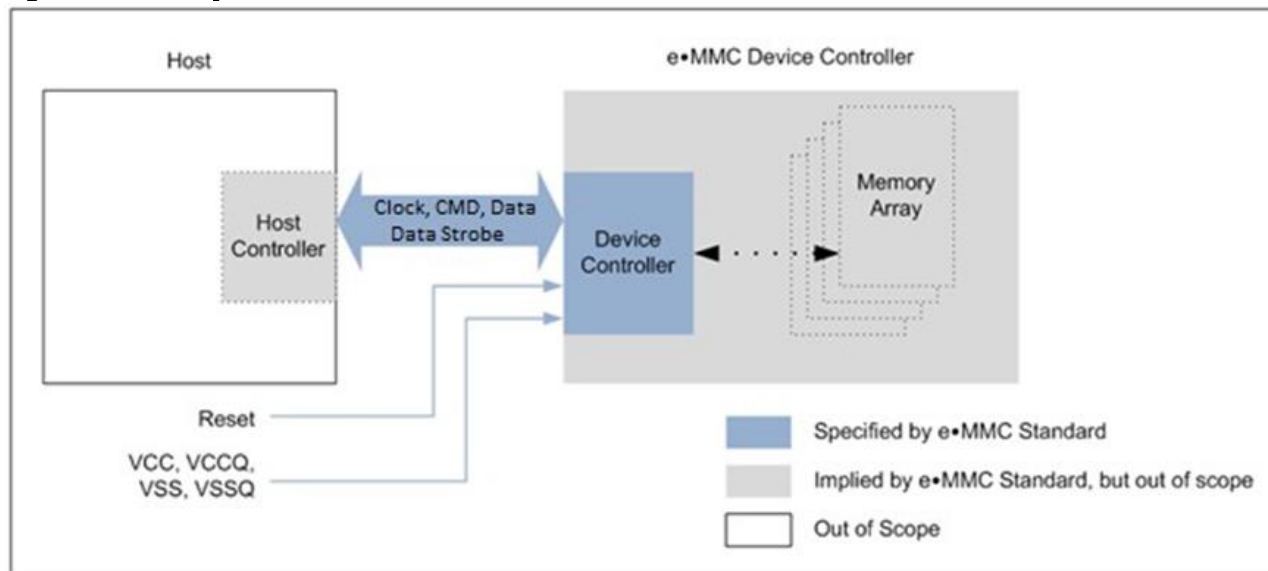 Host
e•MMC Device Controller
Host
Controller
Clock, CMD, Data
Data Strobe
Device
Controller
Memory
Array
Reset
VCC, VCCQ,
VSS, VSSQ
Specified by e•MMC Standard
Implied by e•MMC Standard, but out of scope
Out of Scope